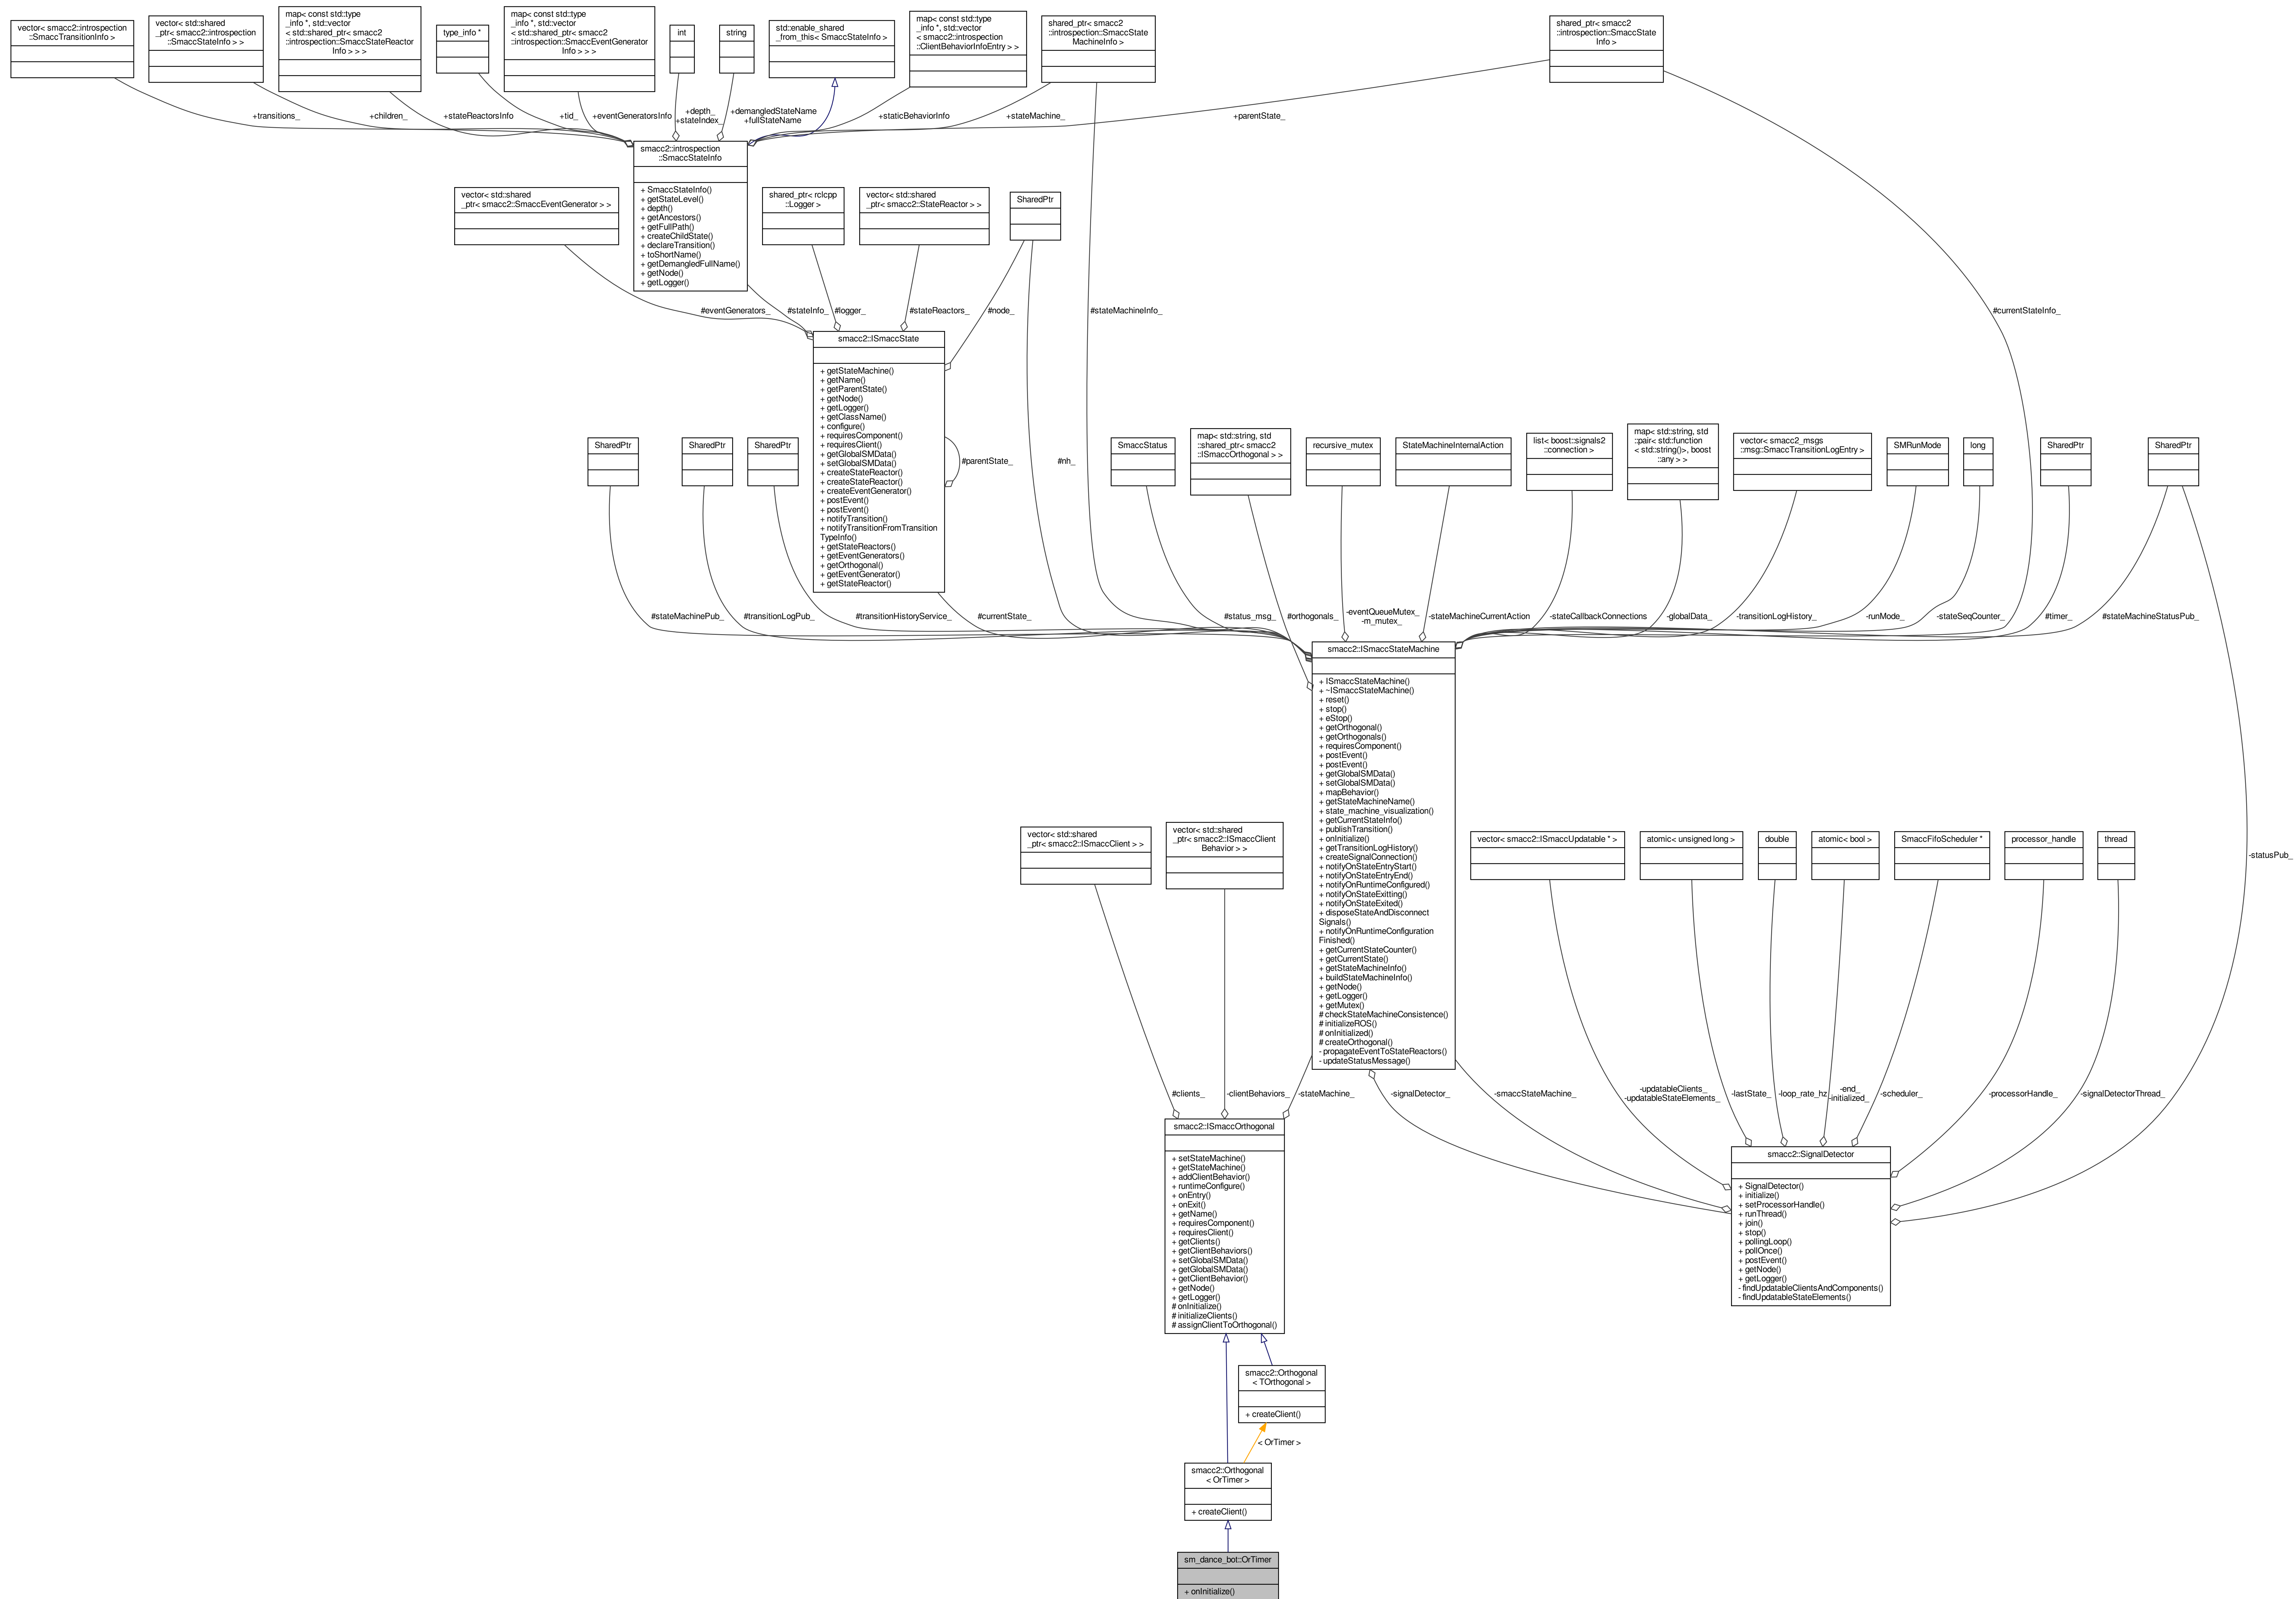 vector< smacc2::introspection
::SmaccTransitionInfo >
vector< std::shared
_ptr< smacc2::introspection
::SmaccStateInfo > >
map< const std::type
_info *, std::vector
< std::shared_ptr< smacc2
::introspection::SmaccStateReactor
Info > > >
type_info *
map< const std::type
_info *, std::vector
< std::shared_ptr< smacc2
::introspection::SmaccEventGenerator
Info > > >
int
string
std::enable_shared
_from_this< SmaccStateInfo >
map< const std::type
_info *, std::vector
< smacc2::introspection
::ClientBehaviorInfoEntry > >
shared_ptr< smacc2
::introspection::SmaccState
MachineInfo >
shared_ptr< smacc2
::introspection::SmaccState
Info >
+transitions_
+children_
+stateReactorsInfo
+tid_
+eventGeneratorsInfo
+depth_
+stateIndex_
+demangledStateName
+fullStateName
+staticBehaviorInfo
+stateMachine_
+parentState_
smacc2::introspection
::SmaccStateInfo
+ SmaccStateInfo()
+ getStateLevel()
+ depth()
+ getAncestors()
+ getFullPath()
+ createChildState()
+ declareTransition()
+ toShortName()
+ getDemangledFullName()
+ getNode()
+ getLogger()
vector< std::shared
_ptr< smacc2::SmaccEventGenerator > >
shared_ptr< rclcpp
::Logger >
vector< std::shared
_ptr< smacc2::StateReactor > >
SharedPtr
#eventGenerators_
#stateInfo_
#logger_
#stateReactors_
#node_
#stateMachineInfo_
#currentStateInfo_
smacc2::ISmaccState
+ getStateMachine()
+ getName()
+ getParentState()
+ getNode()
+ getLogger()
+ getClassName()
+ configure()
+ requiresComponent()
+ requiresClient()
+ getGlobalSMData()
+ setGlobalSMData()
+ createStateReactor()
+ createStateReactor()
+ createEventGenerator()
+ postEvent()
+ postEvent()
+ notifyTransition()
+ notifyTransitionFromTransition
TypeInfo()
+ getStateReactors()
+ getEventGenerators()
+ getOrthogonal()
+ getEventGenerator()
+ getStateReactor()
#parentState_
#nh_
SharedPtr
SharedPtr
SharedPtr
SmaccStatus
map< std::string, std
::shared_ptr< smacc2
::ISmaccOrthogonal > >
recursive_mutex
StateMachineInternalAction
list< boost::signals2
::connection >
map< std::string, std
::pair< std::function
< std::string()>, boost
::any > >
vector< smacc2_msgs
::msg::SmaccTransitionLogEntry >
SMRunMode
long
SharedPtr
SharedPtr
#stateMachinePub_
#transitionLogPub_
#transitionHistoryService_
#currentState_
#status_msg_
#orthogonals_
-eventQueueMutex_
-m_mutex_
-stateMachineCurrentAction
-stateCallbackConnections
-globalData_
-transitionLogHistory_
-runMode_
-stateSeqCounter_
#timer_
#stateMachineStatusPub_
smacc2::ISmaccStateMachine
+ ISmaccStateMachine()
+ ~ISmaccStateMachine()
+ reset()
+ stop()
+ eStop()
+ getOrthogonal()
+ getOrthogonals()
+ requiresComponent()
+ postEvent()
+ postEvent()
+ getGlobalSMData()
+ setGlobalSMData()
+ mapBehavior()
+ getStateMachineName()
+ state_machine_visualization()
+ getCurrentStateInfo()
+ publishTransition()
+ onInitialize()
+ getTransitionLogHistory()
+ createSignalConnection()
+ notifyOnStateEntryStart()
+ notifyOnStateEntryEnd()
+ notifyOnRuntimeConfigured()
+ notifyOnStateExitting()
+ notifyOnStateExited()
+ disposeStateAndDisconnect
Signals()
+ notifyOnRuntimeConfiguration
Finished()
+ getCurrentStateCounter()
+ getCurrentState()
+ getStateMachineInfo()
+ buildStateMachineInfo()
+ getNode()
+ getLogger()
+ getMutex()
# checkStateMachineConsistence()
# initializeROS()
# onInitialized()
# createOrthogonal()
- propagateEventToStateReactors()
- updateStatusMessage()
vector< std::shared
_ptr< smacc2::ISmaccClient > >
vector< std::shared
_ptr< smacc2::ISmaccClient
Behavior > >
vector< smacc2::ISmaccUpdatable * >
atomic< unsigned long >
double
atomic< bool >
SmaccFifoScheduler *
processor_handle
thread
-statusPub_
#clients_
-clientBehaviors_
-stateMachine_
-signalDetector_
-smaccStateMachine_
-updatableClients_
-updatableStateElements_
-lastState_
-loop_rate_hz
-end_
-initialized_
-scheduler_
-processorHandle_
-signalDetectorThread_
smacc2::ISmaccOrthogonal
+ setStateMachine()
+ getStateMachine()
+ addClientBehavior()
+ runtimeConfigure()
+ onEntry()
+ onExit()
+ getName()
+ requiresComponent()
+ requiresClient()
+ getClients()
+ getClientBehaviors()
+ setGlobalSMData()
+ getGlobalSMData()
+ getClientBehavior()
+ getNode()
+ getLogger()
# onInitialize()
# initializeClients()
# assignClientToOrthogonal()
smacc2::SignalDetector
+ SignalDetector()
+ initialize()
+ setProcessorHandle()
+ runThread()
+ join()
+ stop()
+ pollingLoop()
+ pollOnce()
+ postEvent()
+ getNode()
+ getLogger()
- findUpdatableClientsAndComponents()
- findUpdatableStateElements()
smacc2::Orthogonal
< TOrthogonal >
+ createClient()
< OrTimer >
smacc2::Orthogonal
< OrTimer >
+ createClient()
sm_dance_bot::OrTimer
+ onInitialize()